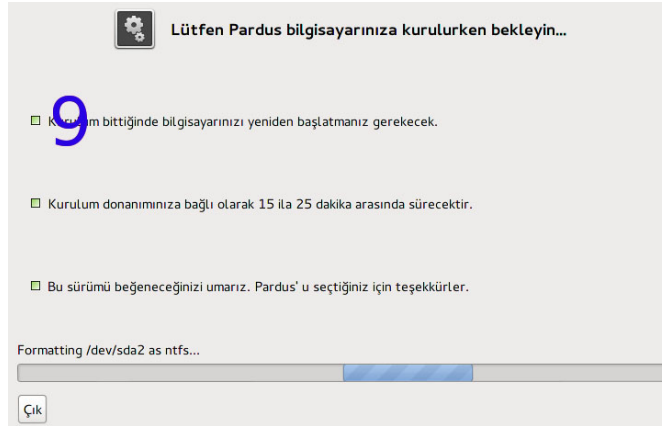 Lütfen Pardus bilgisayarınıza kurulurken bekleyin...
9
Kurulum bittiğinde bilgisayarınızı yeniden başlatmanız gerekecek.
Kurulum donanımınıza bağlı olarak 15 ila 25 dakika arasında sürecektir.
Bu sürümü beğeneceğinizi umarız. Pardus' u seçtiğiniz için teşekkürler.
Formatting /dev/sda2 as ntfs...
Çık